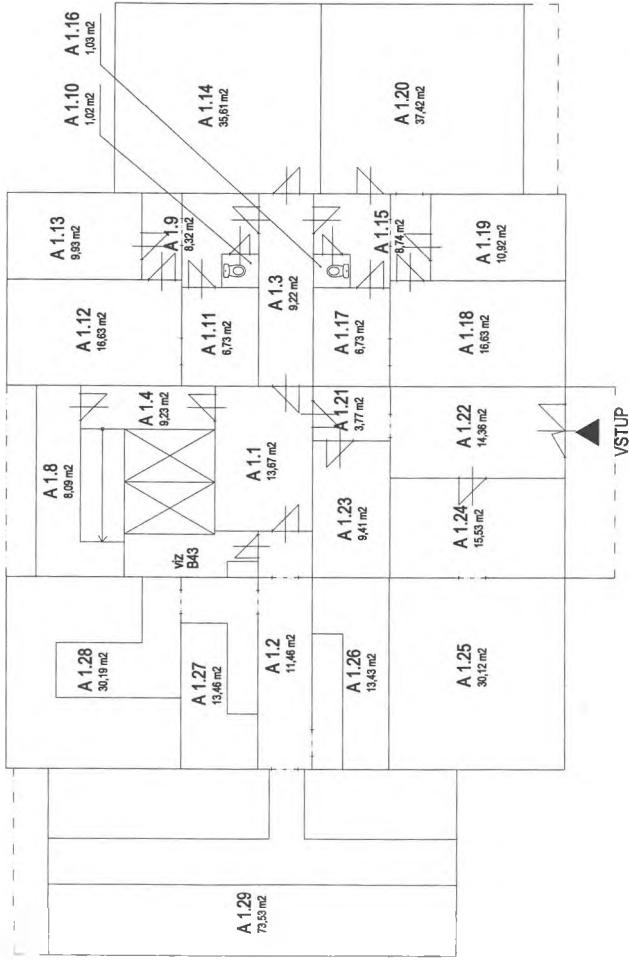 A 1.16
1,03 m2
A 1.10
1,02 m2
A 1.14
35,61 m2
A 1.20
37,42 m2
A 1.13
9,93 m2
A 1.9
8,32 m2
A 1.15
8,74 m2
A 1.19
10,92 m2
A 1.12
16,63 m2
A 1.11
6,73 m2
A 1.3
9,22 m2
A 1.17
6,73 m2
A 1.18
16,63 m2
A 1.8
8,09 m2
A 1.4
9,23 m2
A 1.1
13,67 m2
A 1.21
3,77 m2
A 1.22
14,36 m2
A 1.23
9,41 m2
A 1.24
15,53 m2
viz
B43
VSTUP
A 1.28
30,19 m2
A 1.27
13,46 m2
A 1.2
11,46 m2
A 1.26
13,43 m2
A 1.25
30,12 m2
A 1.29
73,53 m2